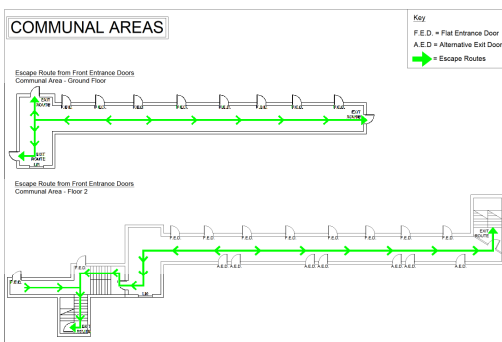 COMMUNAL AREAS
Key
F.E.D. = Flat Entrance Door
A.E.D = Alternative Exit Door
= Escape Routes
Escape Route from Front Entrance Doors
Communal Area - Ground Floor
EXIT
ROUTE
F.E.D.
F.E.D.
F.E.D.
F.E.D.
F.E.D.
F.E.D.
F.E.D.
F.E.D.
EXIT
ROUTE
EXIT
ROUTE
Lift
Escape Route from Front Entrance Doors
Communal Area - Floor 2
F.E.D.
F.E.D.
F.E.D.
F.E.D.
F.E.D.
F.E.D.
F.E.D.
F.E.D.
EXIT
ROUTE
A.E.D.
A.E.D.
A.E.D.
A.E.D.
A.E.D.
A.E.D.
A.E.D.
F.E.D.
F.E.D.
Lift
EXIT
ROUTE